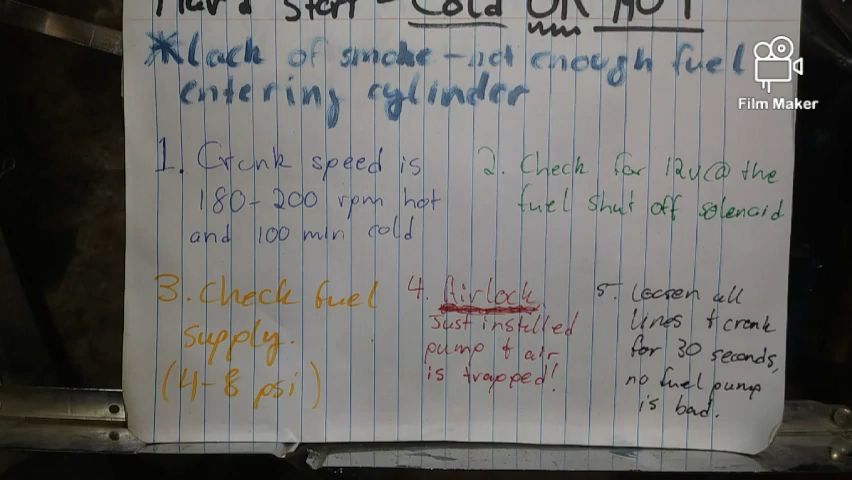 Hard Start - Cold OR HOT
*lack of smoke - not enough fuel
entering cylinder
Film Maker
1. Crank speed is
180-200 rpm hot
and 100 min cold
2. Check for 12v@ the
fuel shut off solenoid
3. Check fuel
supply.
(4-8 psi)
4. Airlock
Just installed
pump & air
is trapped!
5. Loosen all
lines & crank
for 30 seconds,
no fuel pump
is bad.